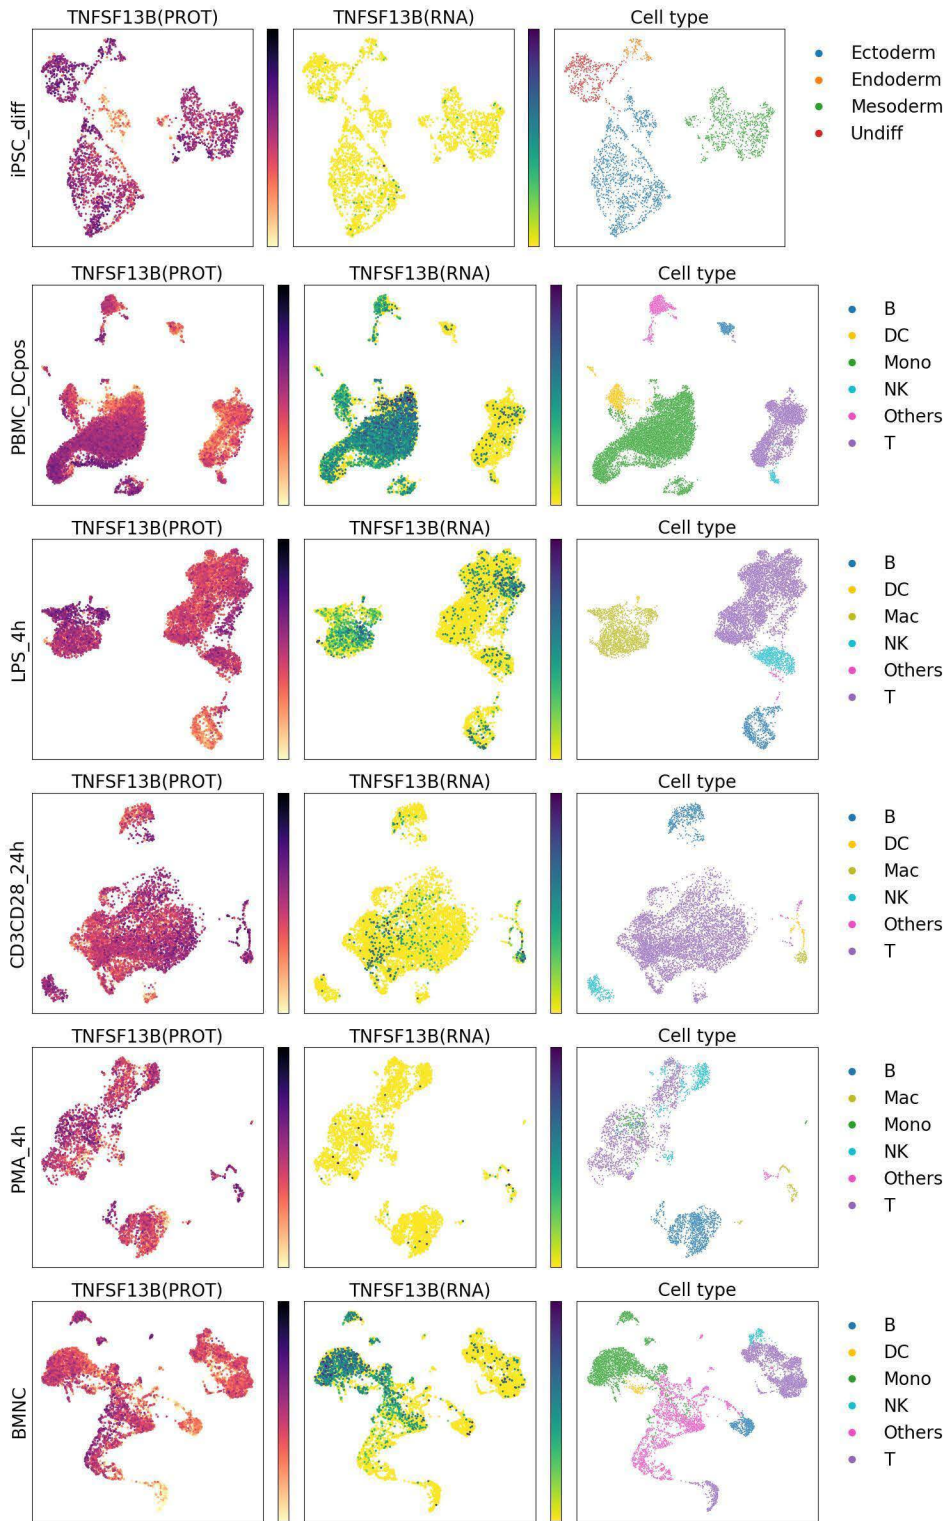 TNFSF13B(PROT) TNFSF13B(RNA) Cell type
iPSC_diff
Ectoderm
Endoderm
Mesoderm
Undiff
TNFSF13B(PROT) TNFSF13B(RNA) Cell type
PBMC_DCpos
B
DC
Mono
NK
Others
T
TNFSF13B(PROT) TNFSF13B(RNA) Cell type
LPS_4h
B
DC
Mac
NK
Others
T
TNFSF13B(PROT) TNFSF13B(RNA) Cell type
CD3CD28_24h
B
DC
Mac
NK
Others
T
TNFSF13B(PROT) TNFSF13B(RNA) Cell type
PMA_4h
B
Mac
Mono
NK
Others
T
TNFSF13B(PROT) TNFSF13B(RNA) Cell type
BMNC
B
DC
Mono
NK
Others
T